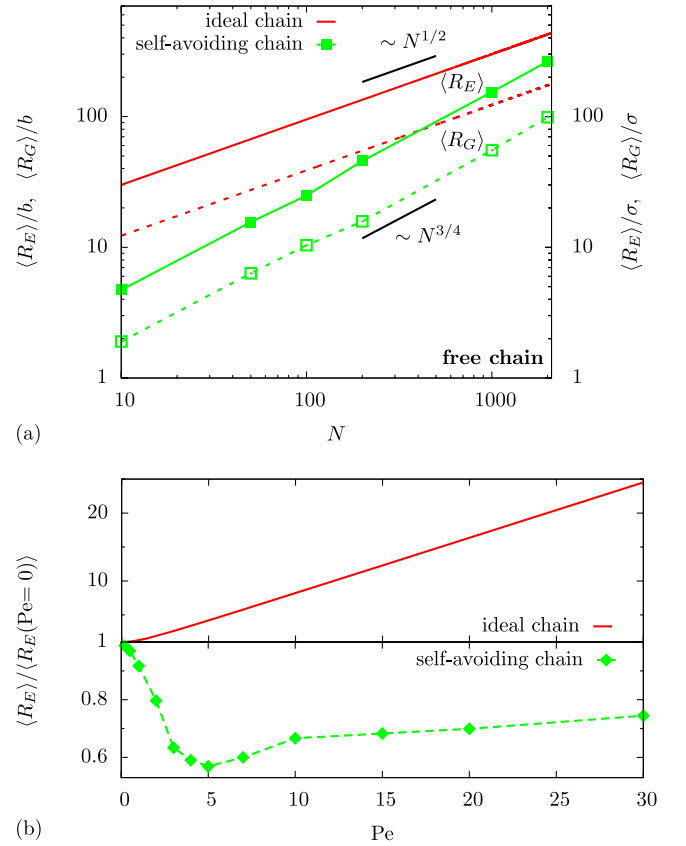 ideal chain
self-avoiding chain
∼ N^{1/2}
⟨R_E⟩
⟨R_G⟩
∼ N^{3/4}
free chain
100
10
1
100
10
1
10 100 1000
⟨R_E⟩/b, ⟨R_G⟩/b
⟨R_E⟩/σ, ⟨R_G⟩/σ
N
(a)
20
10
1
0.8
0.6
ideal chain
self-avoiding chain
0 5 10 15 20 25 30
⟨R_E⟩/⟨R_E(Pe= 0)⟩
Pe
(b)